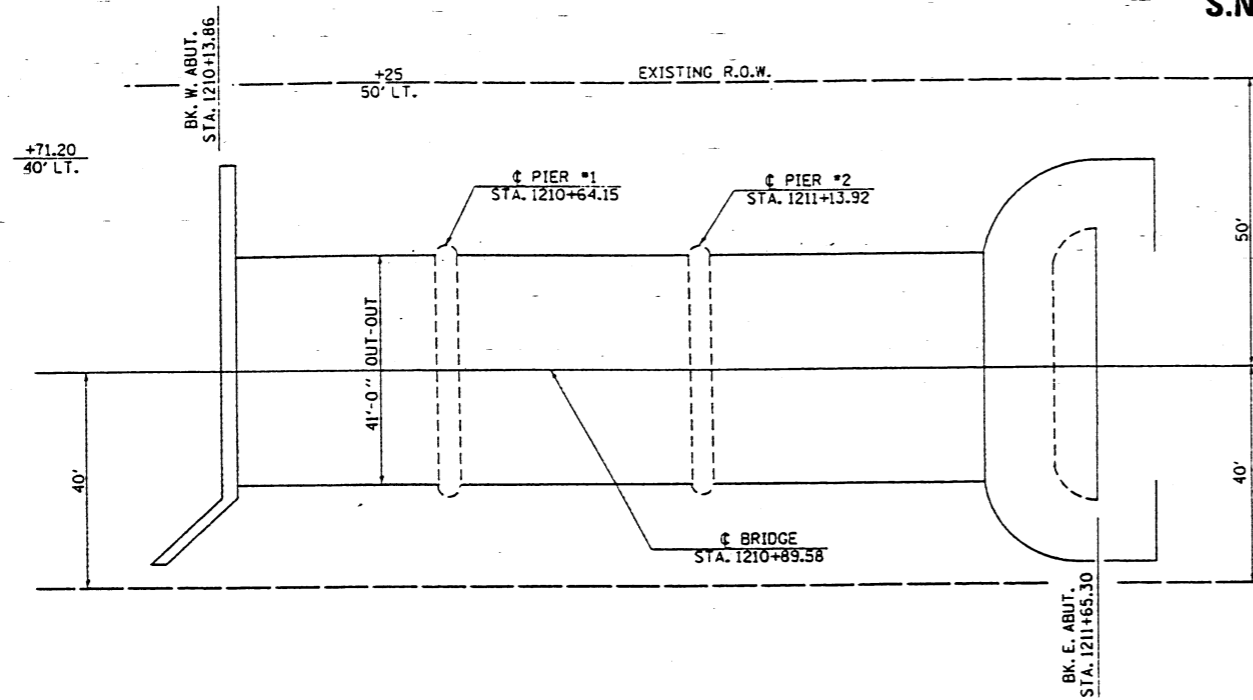 S.N
BK. W. ABUT.
STA. 1210+13.86
+25
50' LT.
EXISTING R.O.W.
+71.20
40' LT.
℄ PIER #1
STA. 1210+64.15
℄ PIER #2
STA. 1211+13.92
50'
41'-0" OUT-OUT
40'
40'
℄ BRIDGE
STA. 1210+89.58
BK. E. ABUT.
STA. 1211+65.30